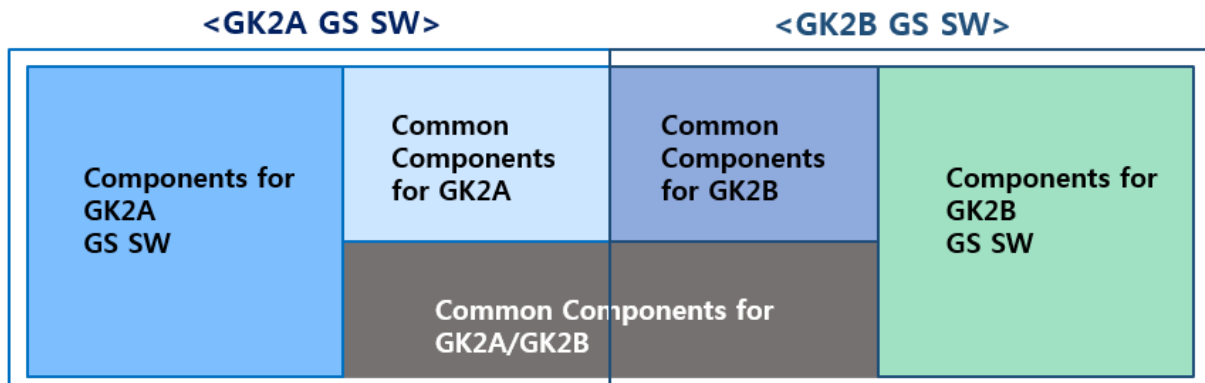 <GK2A GS SW>
<GK2B GS SW>
Components for
GK2A
GS SW
Common
Components
for GK2A
Common
Components
for GK2B
Components for
GK2B
GS SW
Common Components for
GK2A/GK2B